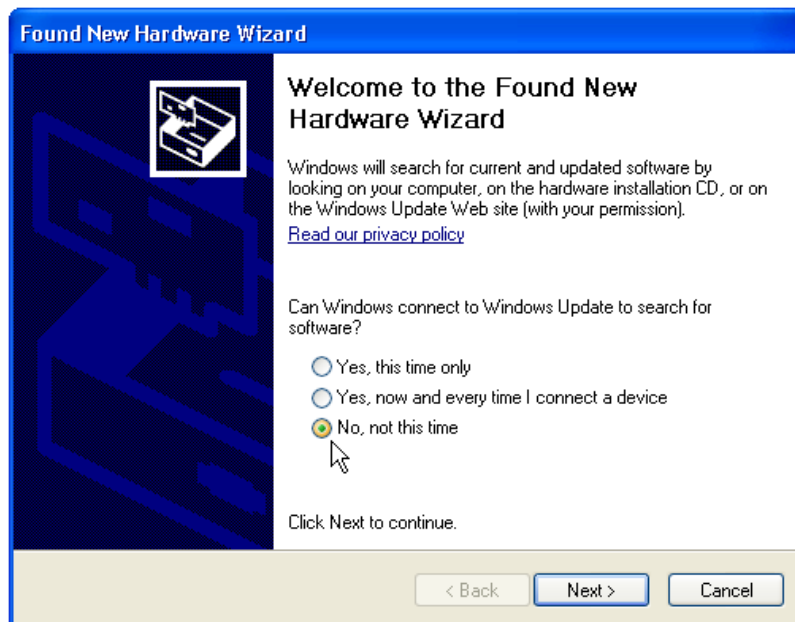 Found New Hardware Wizard
Welcome to the Found New
Hardware Wizard
Windows will search for current and updated software by
looking on your computer, on the hardware installation CD, or on
the Windows Update Web site (with your permission).
Read our privacy policy
Can Windows connect to Windows Update to search for
software?
Yes, this time only
Yes, now and every time I connect a device
No, not this time
Click Next to continue.
< Back Next > Cancel